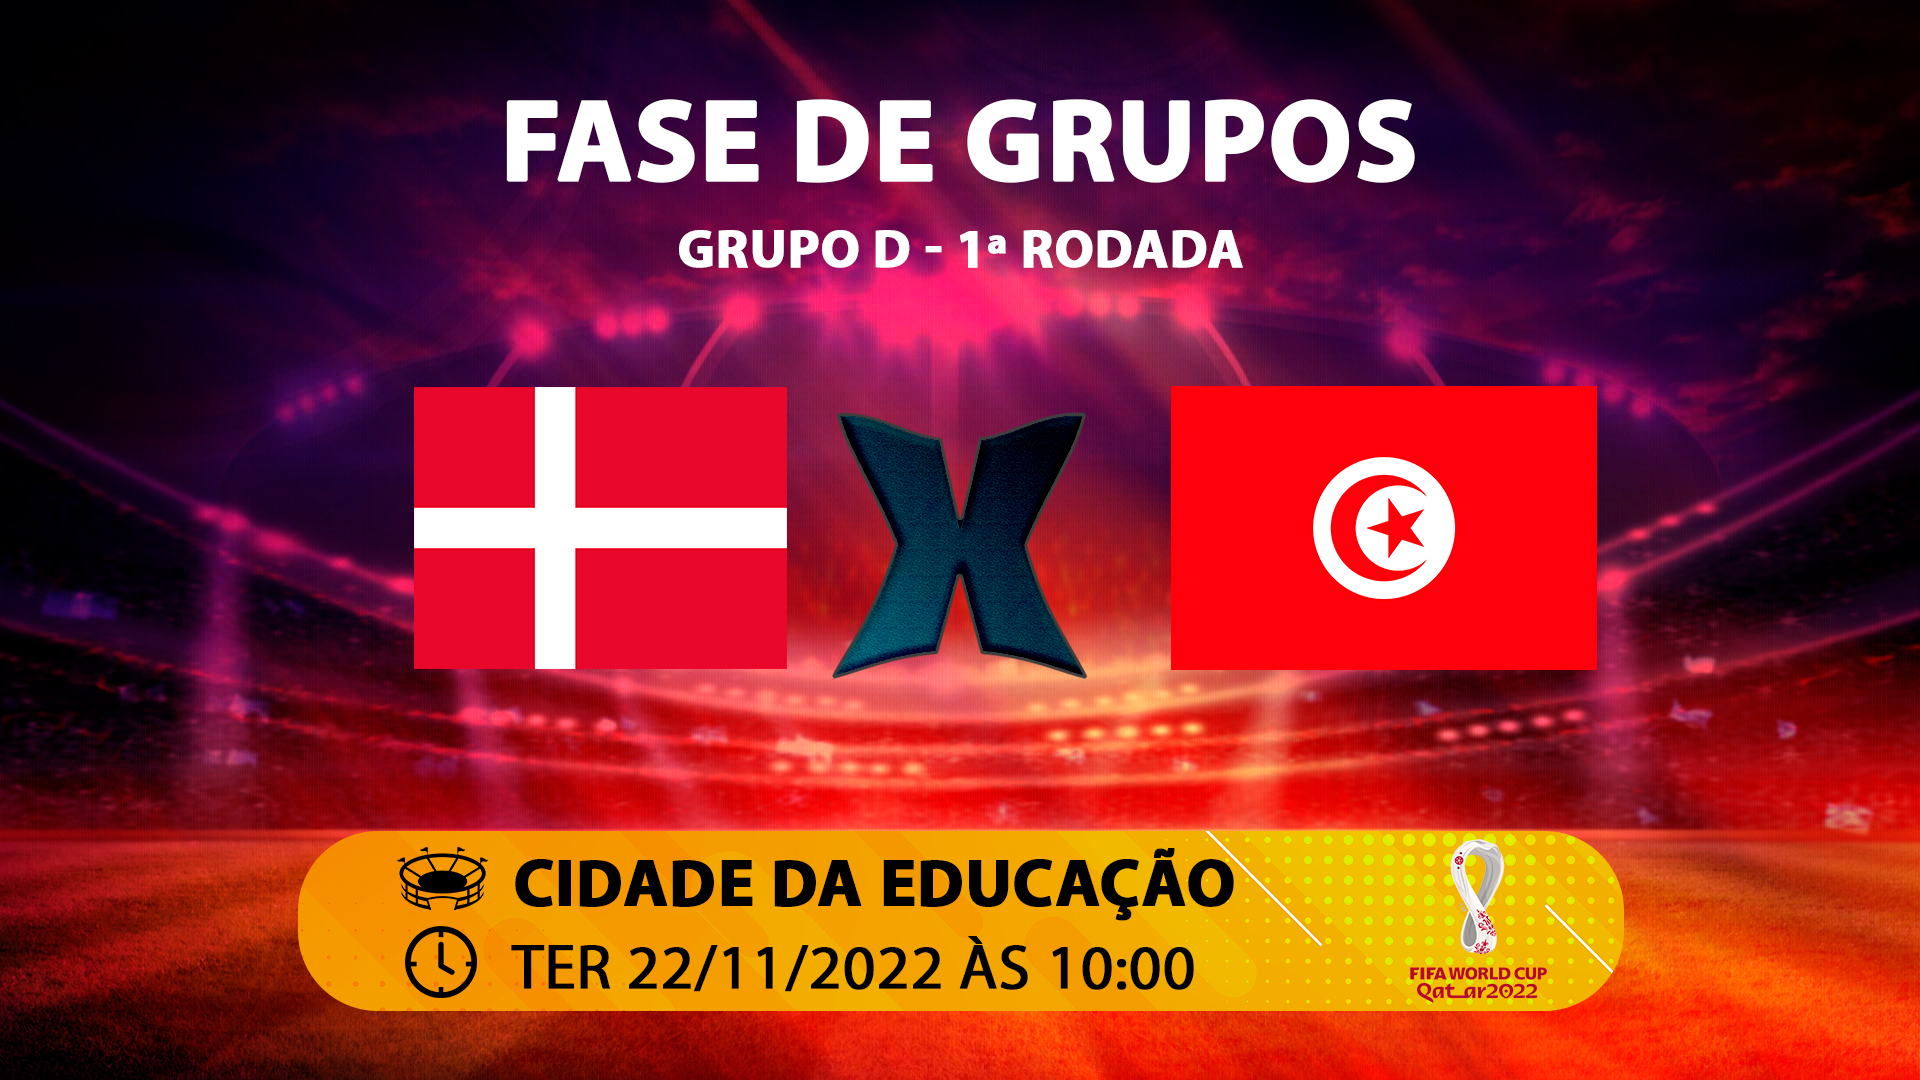 FASE DE GRUPOS
GRUPO D - 1ª RODADA
X
CIDADE DA EDUCAÇÃO
TER 22/11/2022 ÀS 10:00
FIFA WORLD CUP
Qatar2022